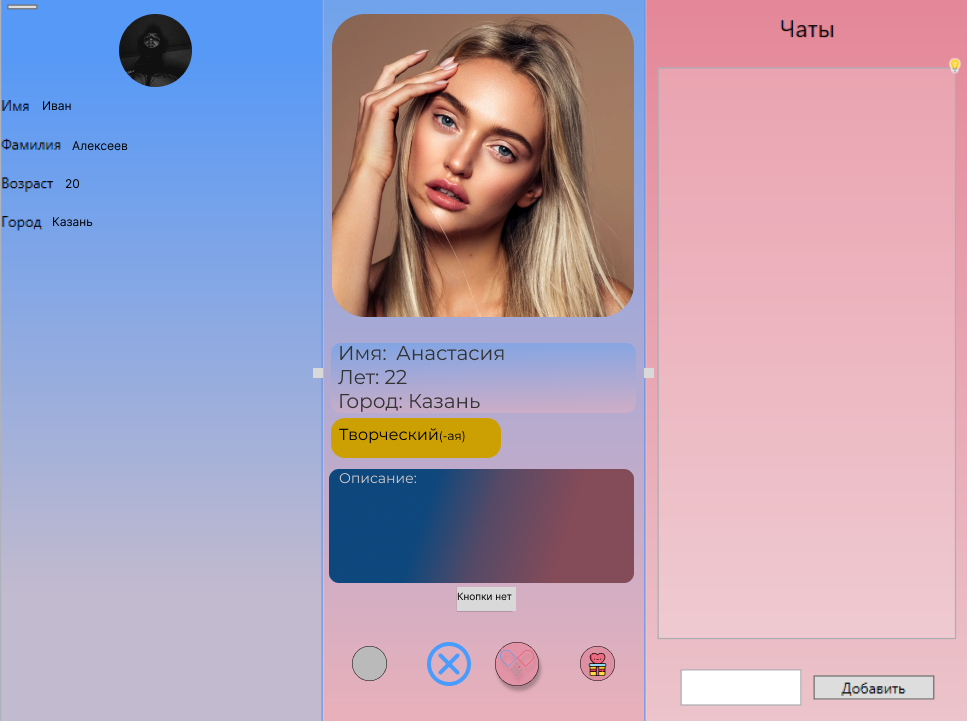 Имя Иван
Фамилия Алексеев
Возраст 20
Город Казань
Имя: Анастасия
Лет: 22
Город: Казань
Творческий(-ая)
Описание:
Кнопки нет
Чаты
Добавить